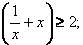 (1/x + x) ≥ 2;